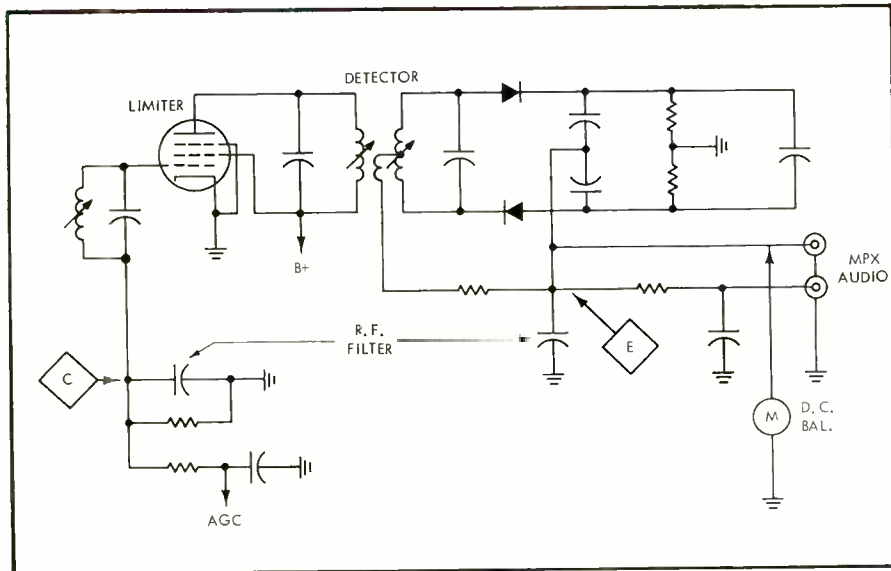 DETECTOR
LIMITER
B+
MPX
AUDIO
R.F.
FILTER
E
C
M
D.C.
BAL.
AGC